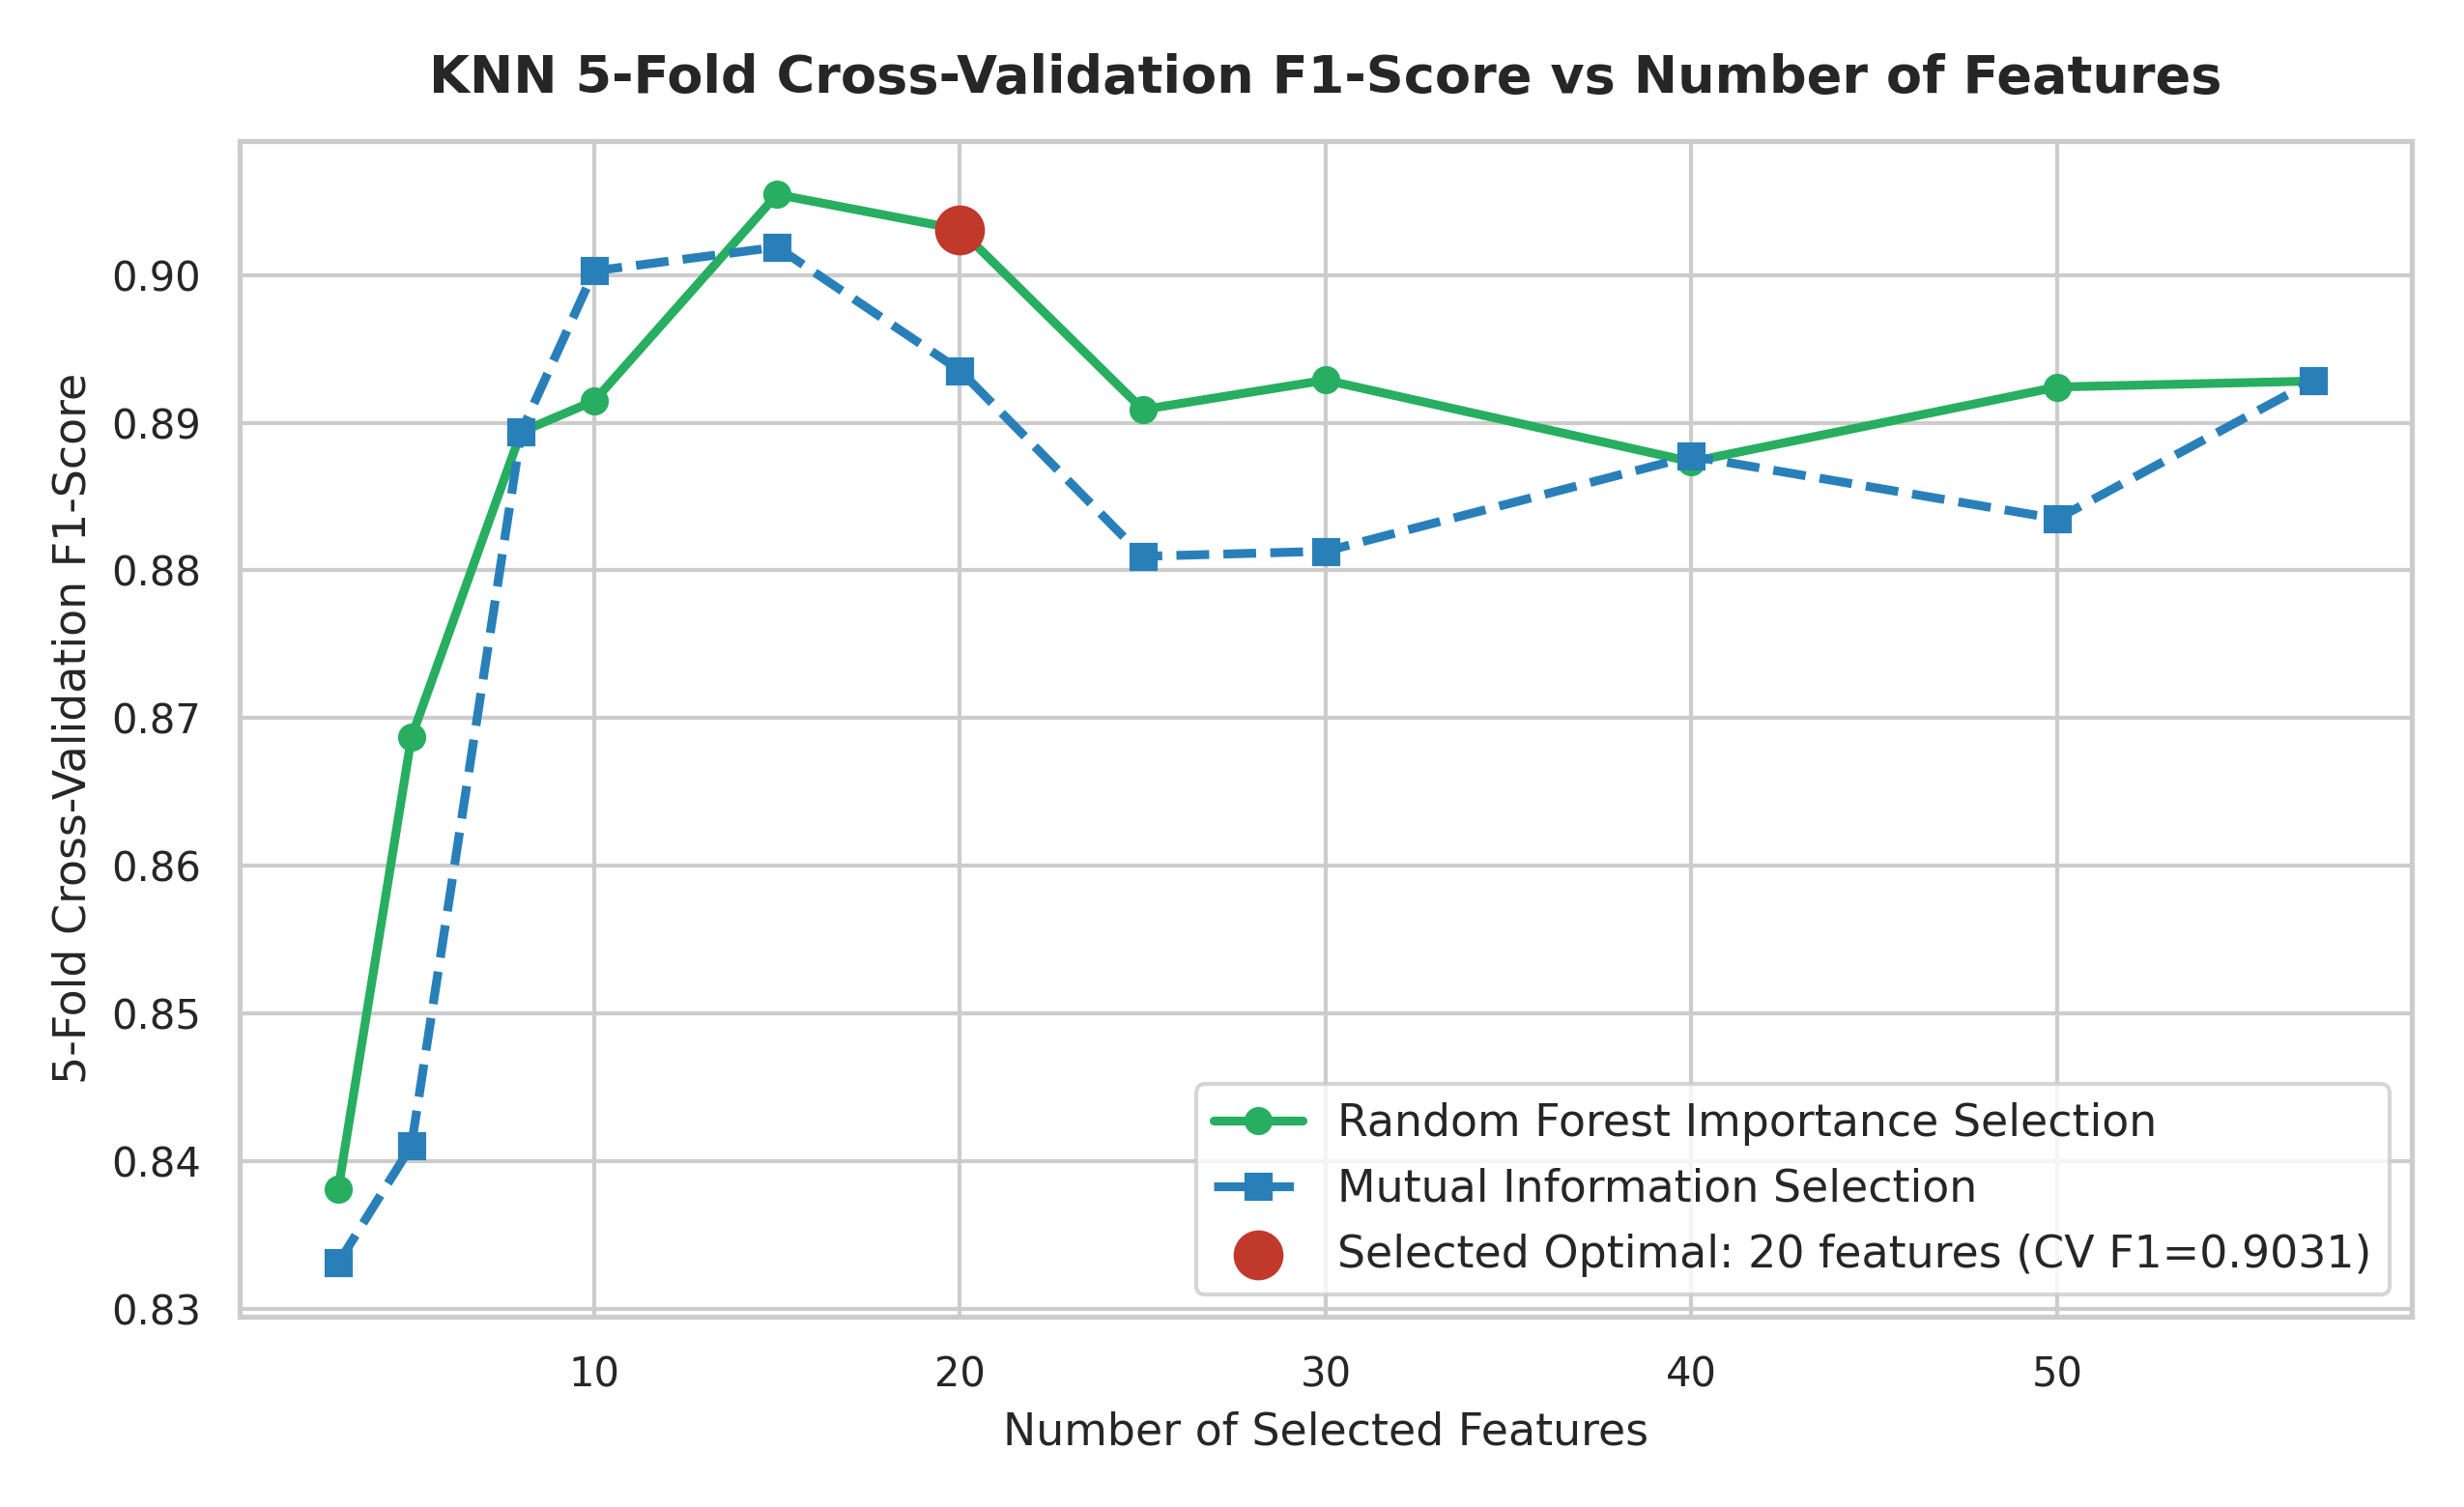 KNN 5-Fold Cross-Validation F1-Score vs Number of Features
5-Fold Cross-Validation F1-Score
0.90
0.89
0.88
0.87
0.86
0.85
0.84
0.83
Random Forest Importance Selection
Mutual Information Selection
Selected Optimal: 20 features (CV F1=0.9031)
10 20 30 40 50
Number of Selected Features